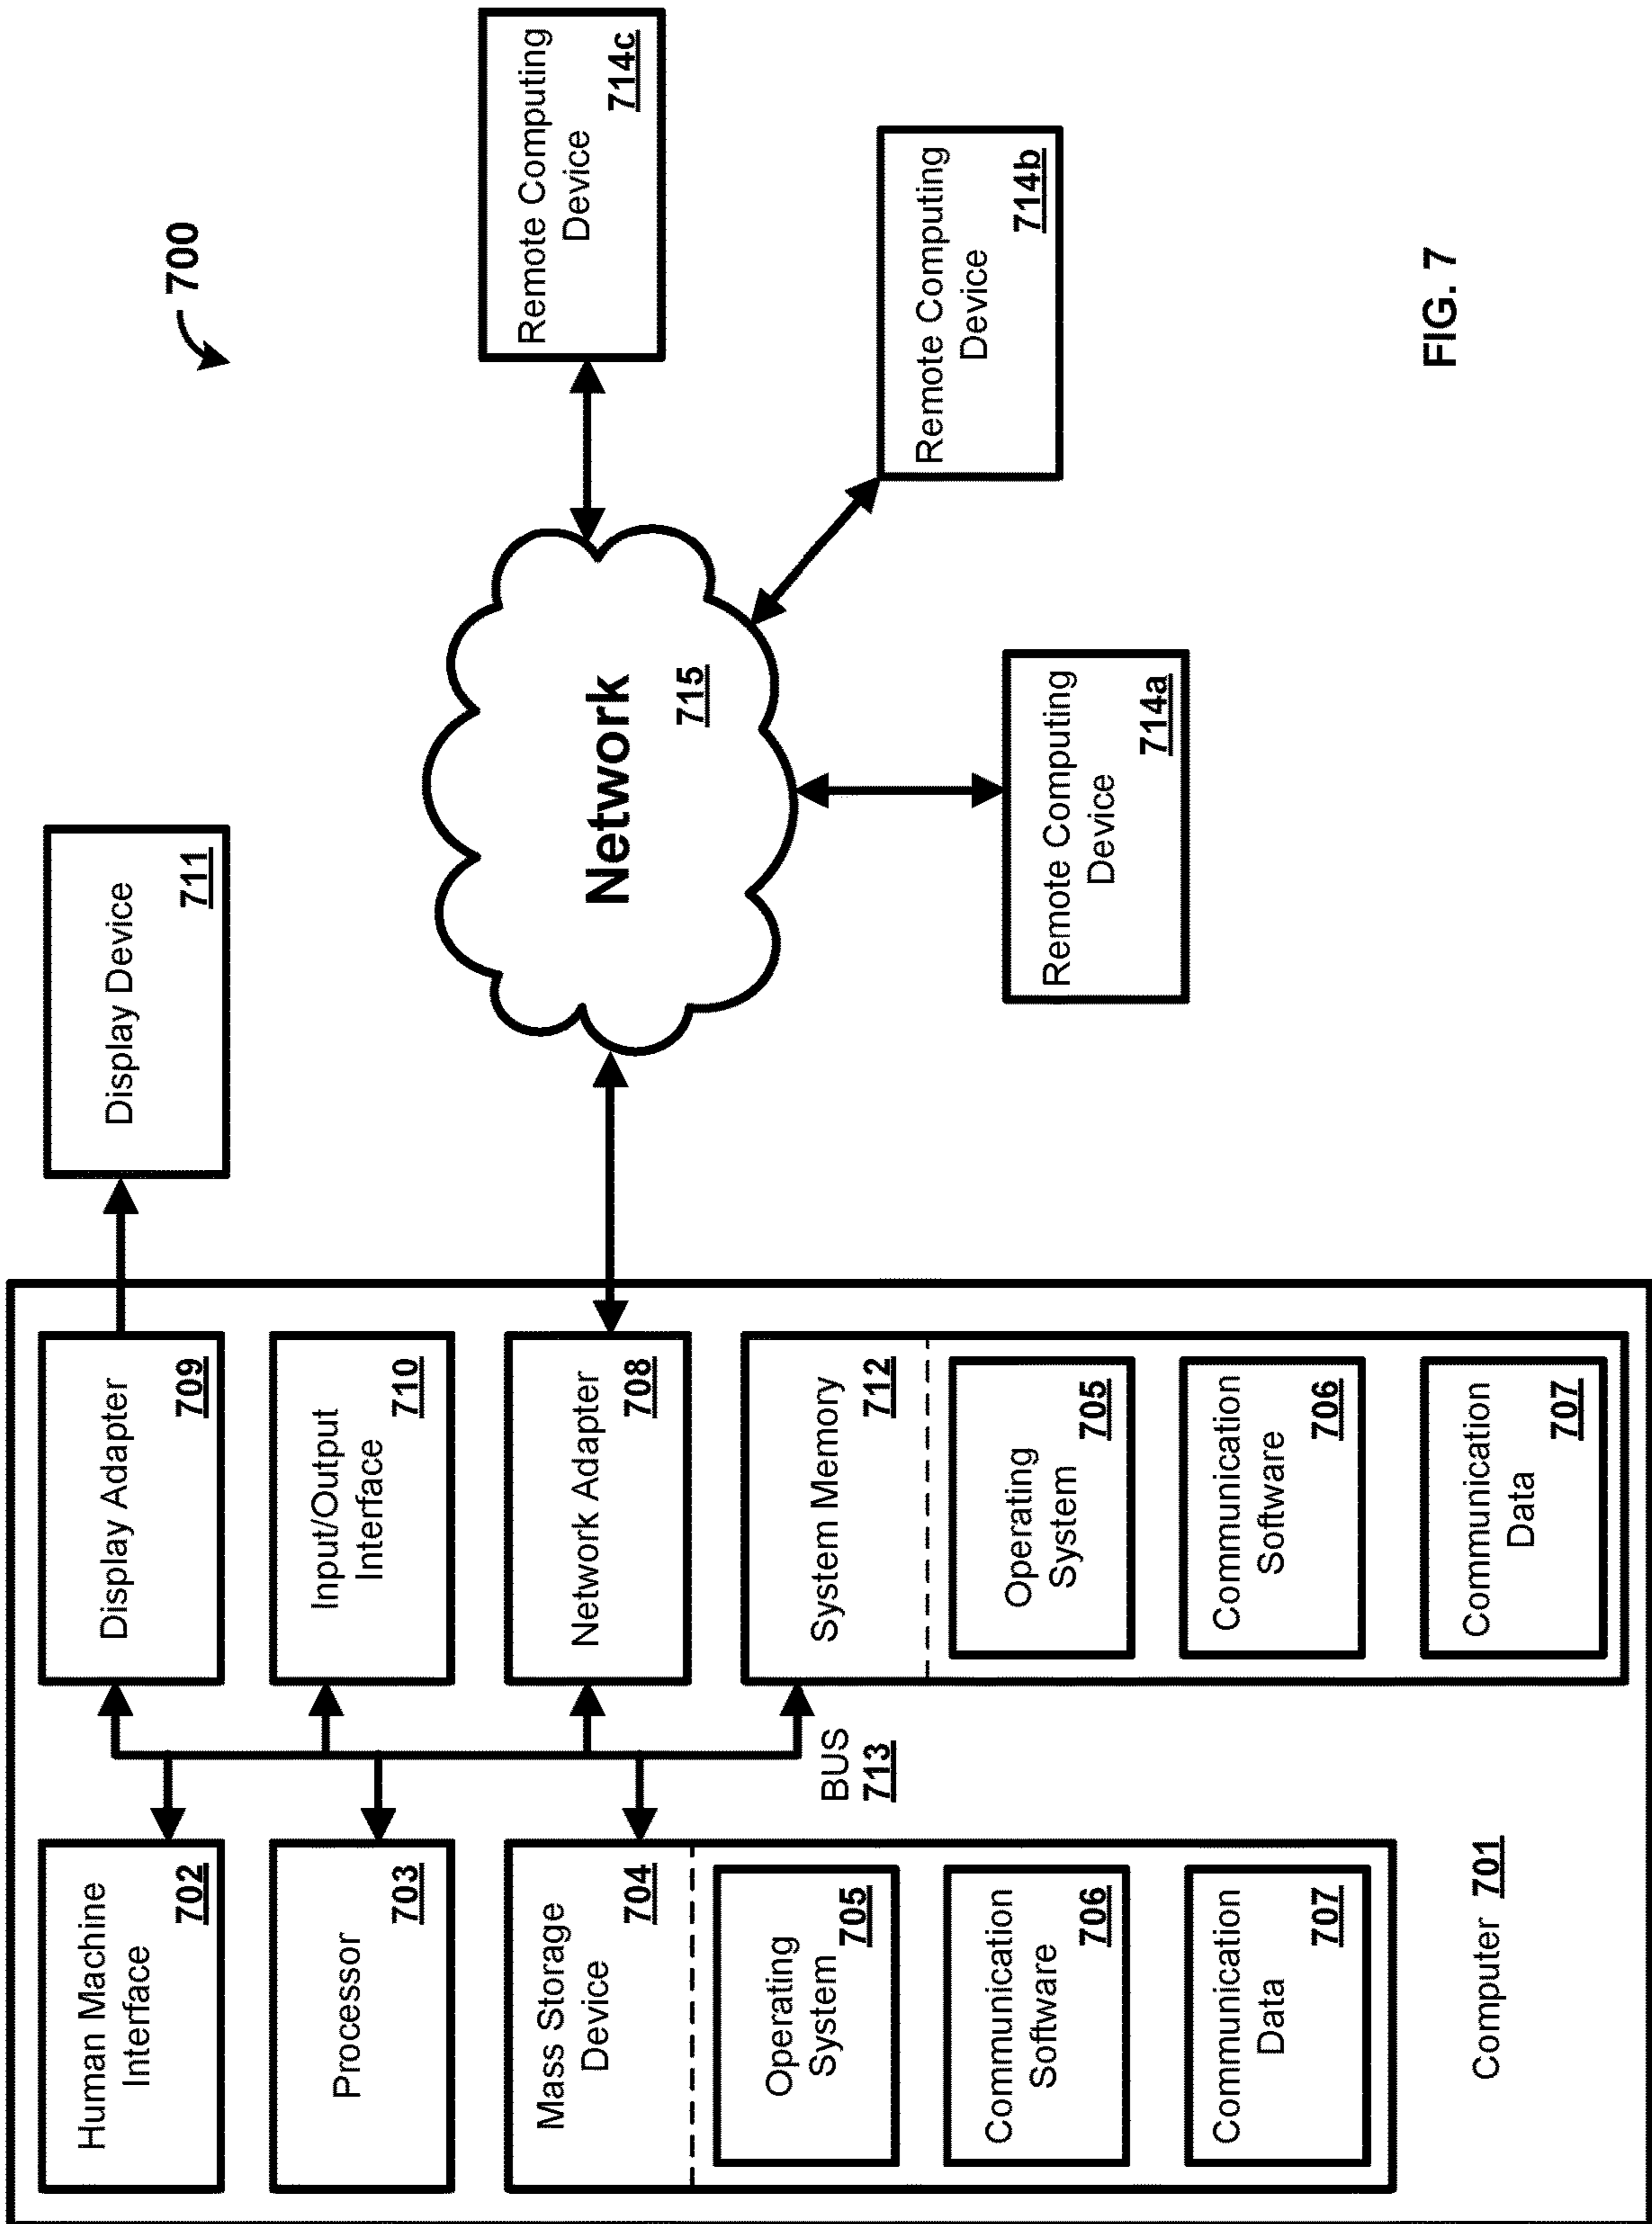 700
Human Machine
Interface
702
Processor
703
Mass Storage
Device
704
Operating
System
705
Communication
Software
706
Communication
Data
707
Computer 701
BUS
713
Display Adapter
709
Input/Output
Interface
710
Network Adapter
708
System Memory
712
Operating
System
705
Communication
Software
706
Communication
Data
707
Display Device
711
Network
715
Remote Computing
Device
714a
Remote Computing
Device
714b
Remote Computing
Device
714c
FIG. 7